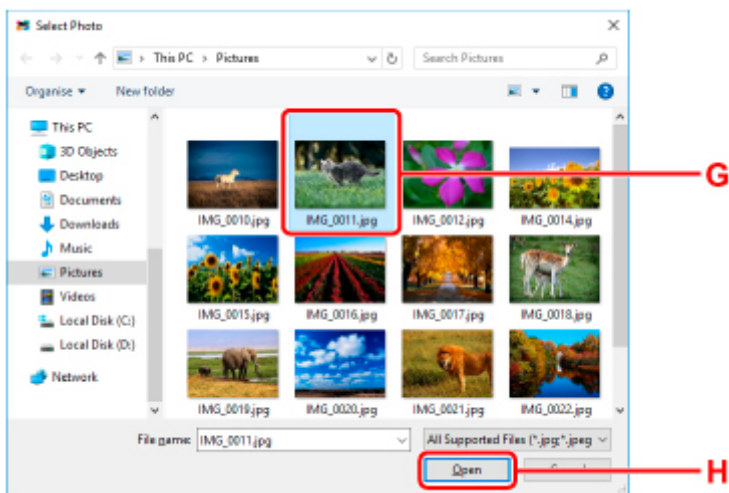 Select Photo
This PC > Pictures
Search Pictures
Organise
New folder
This PC
3D Objects
Desktop
Documents
Downloads
Music
Pictures
Videos
Local Disk (C:)
Local Disk (D:)
Network
IMG_0010.jpg IMG_0011.jpg IMG_0012.jpg IMG_0014.jpg
G
IMG_0015.jpg IMG_0016.jpg IMG_0017.jpg IMG_0018.jpg
IMG_0019.jpg IMG_0020.jpg IMG_0021.jpg IMG_0022.jpg
File name: IMG_0011.jpg All Supported Files (*.jpg;*.jpeg
Open
H